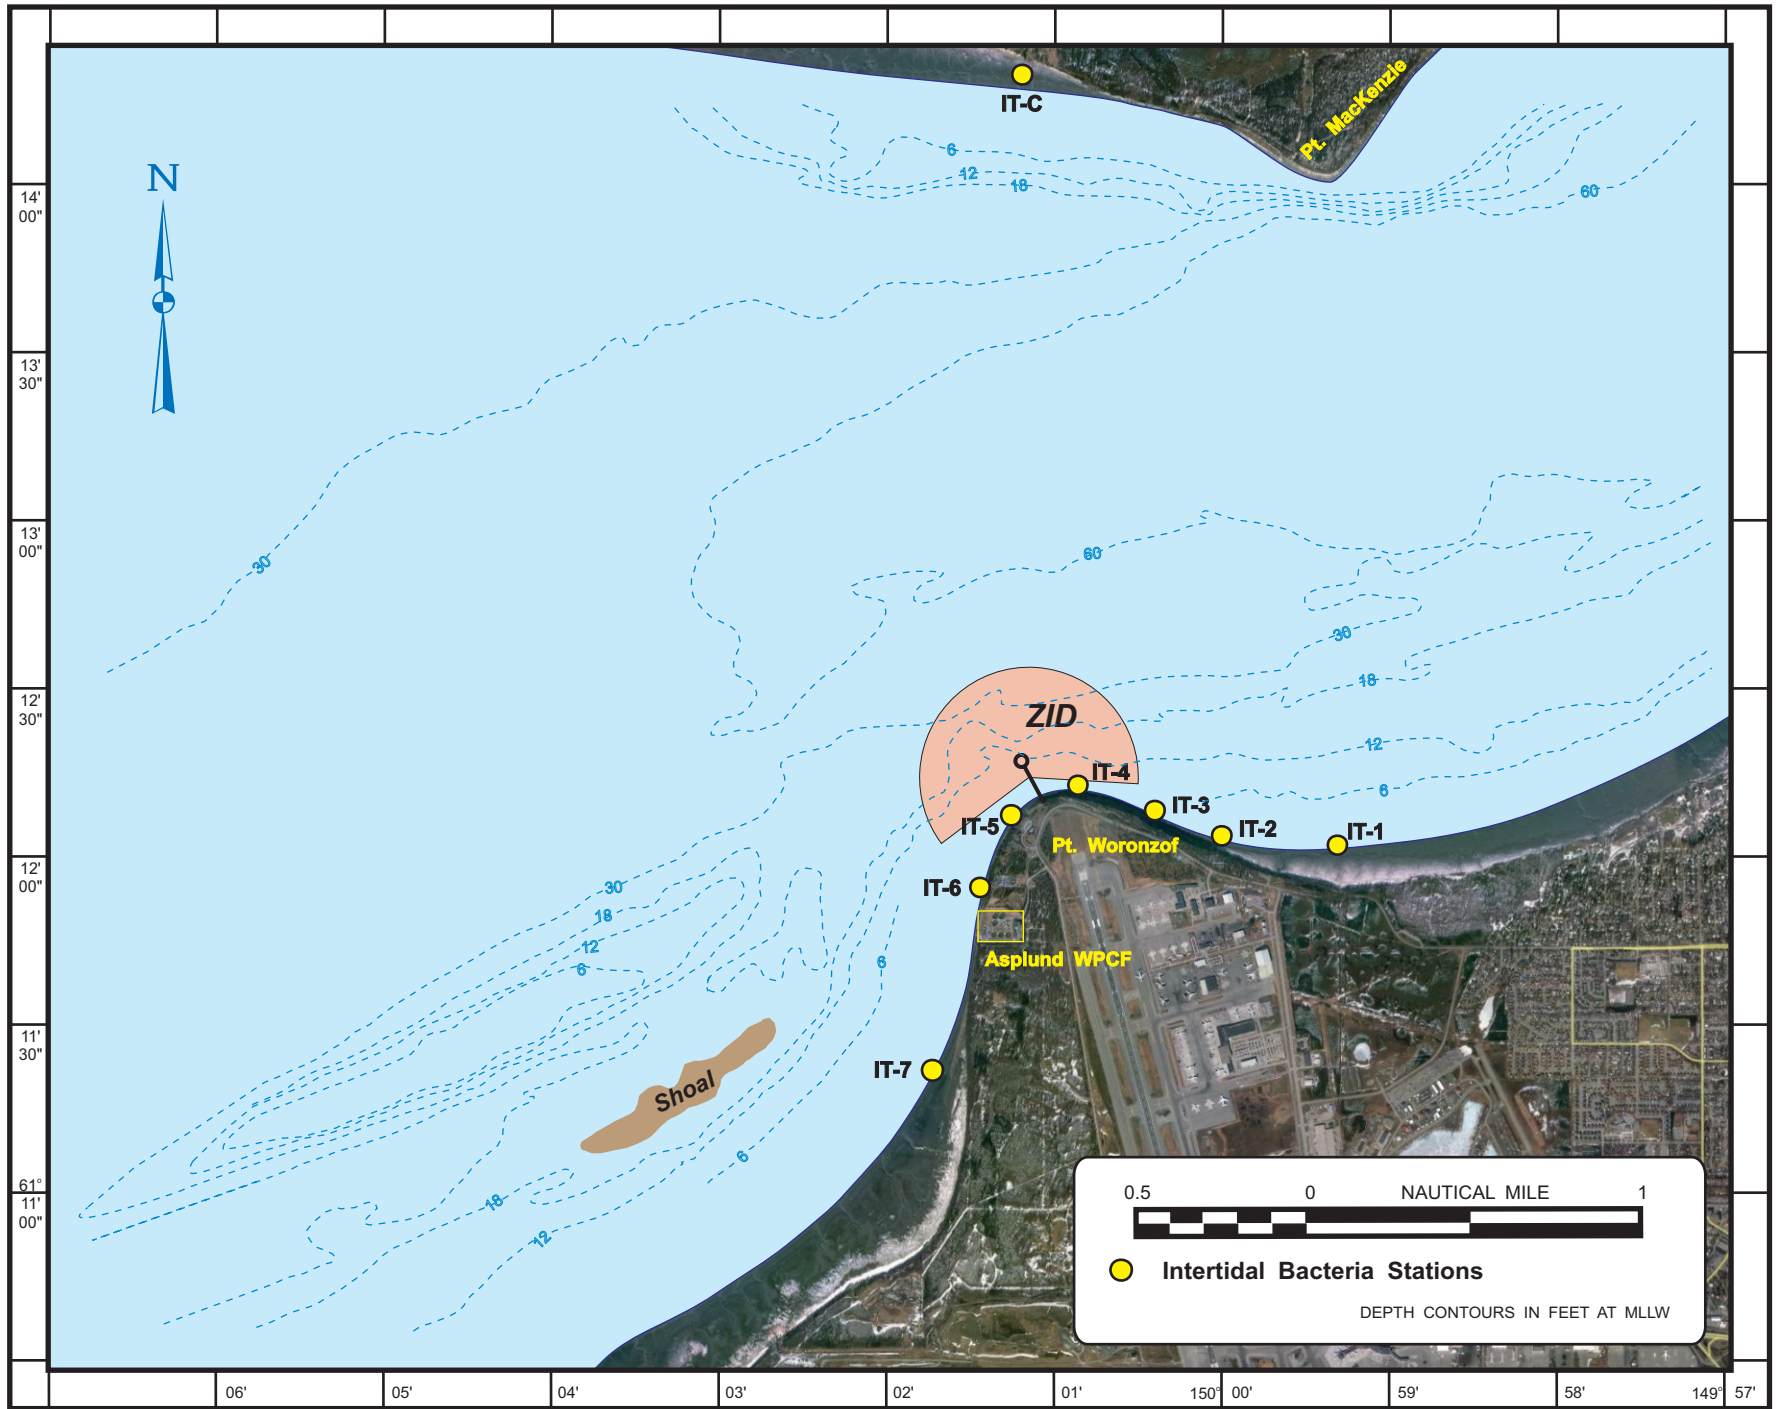 IT-C
Pt. MacKenzie
N
6
12
18
60
14'
00"
13'
30"
13'
00"
30
60
30
18
12
30"
12'
ZID
12
IT-4
6
IT-3
IT-5
IT-2
IT-1
Pt. Woronzof
12'
00"
30
IT-6
18
12
6
6
Asplund WPCF
11'
30"
IT-7
Shoal
6
61°
11'
00"
18
12
0.5 0 NAUTICAL MILE 1
Intertidal Bacteria Stations
DEPTH CONTOURS IN FEET AT MLLW
06' 05' 04' 03' 02' 01' 150° 00' 59' 58' 149° 57'